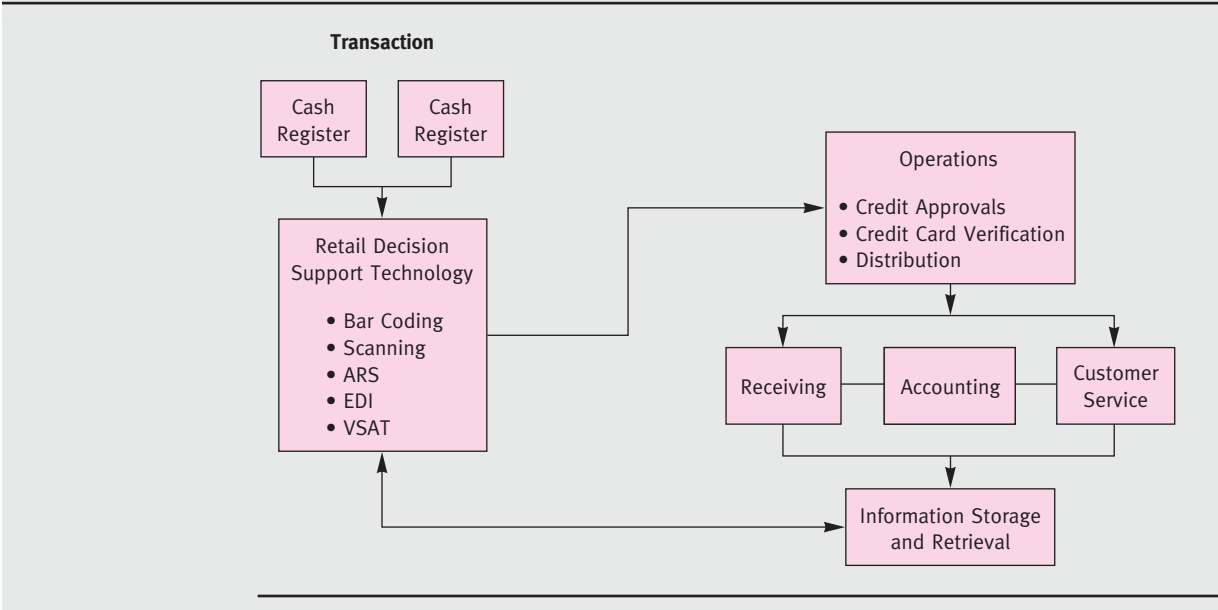 Transaction
Cash
Register
Cash
Register
Retail Decision
Support Technology
• Bar Coding
• Scanning
• ARS
• EDI
• VSAT
Operations
• Credit Approvals
• Credit Card Verification
• Distribution
Receiving
Accounting
Customer
Service
Information Storage
and Retrieval